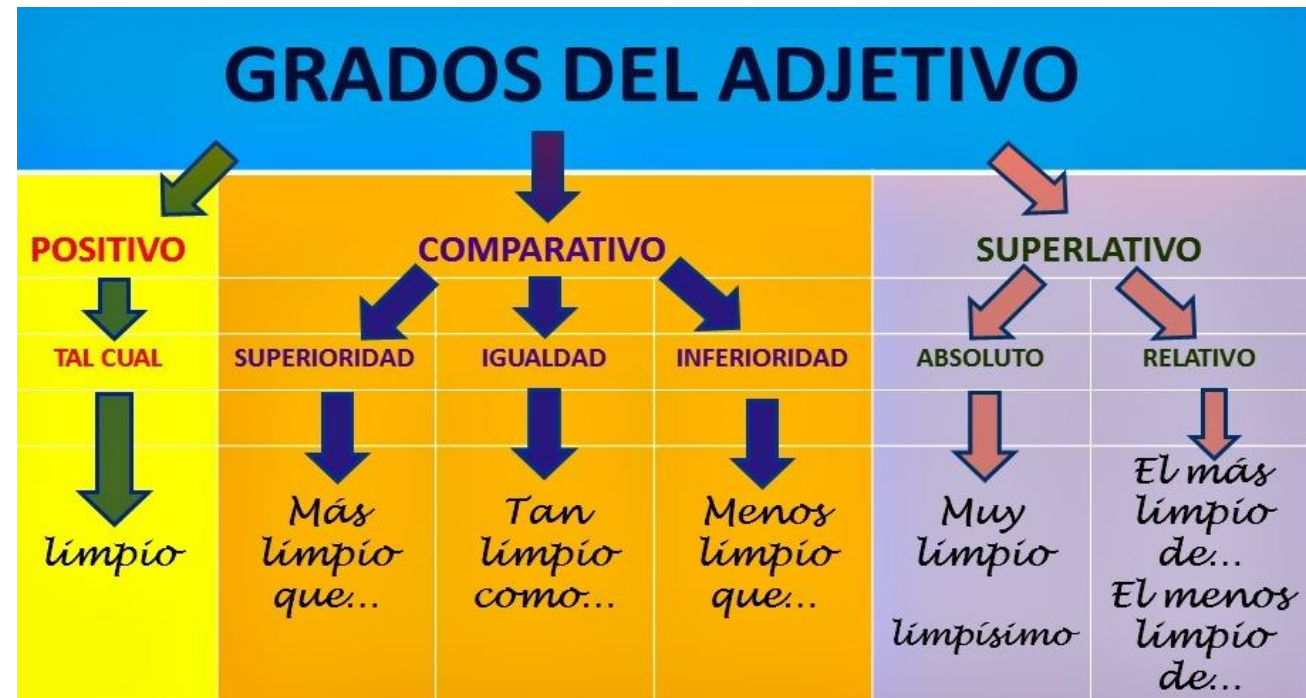 GRADOS DEL ADJETIVO
POSITIVO
COMPARATIVO
SUPERLATIVO
TAL CUAL
SUPERIORIDAD
IGUALDAD
INFERIORIDAD
ABSOLUTO
RELATIVO
limpio
Más
limpio
que...
Tan
limpio
como...
Menos
limpio
que...
Muy
limpio
limpísimo
El más
limpio
de...
El menos
limpio
de...